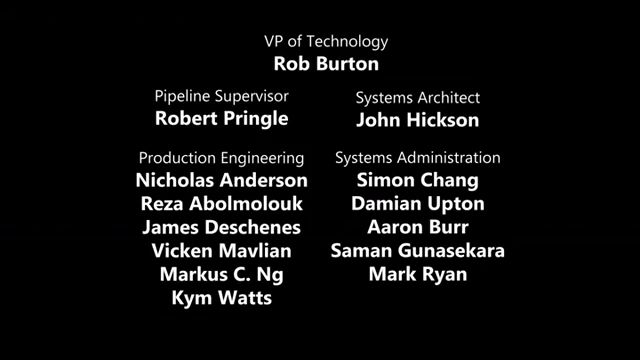 VP of Technology
Rob Burton
Pipeline Supervisor
Robert Pringle
Systems Architect
John Hickson
Production Engineering
Nicholas Anderson
Reza Abolmolouk
James Deschenes
Vicken Mavlian
Markus C. Ng
Kym Watts
Systems Administration
Simon Chang
Damian Upton
Aaron Burr
Saman Gunasekara
Mark Ryan